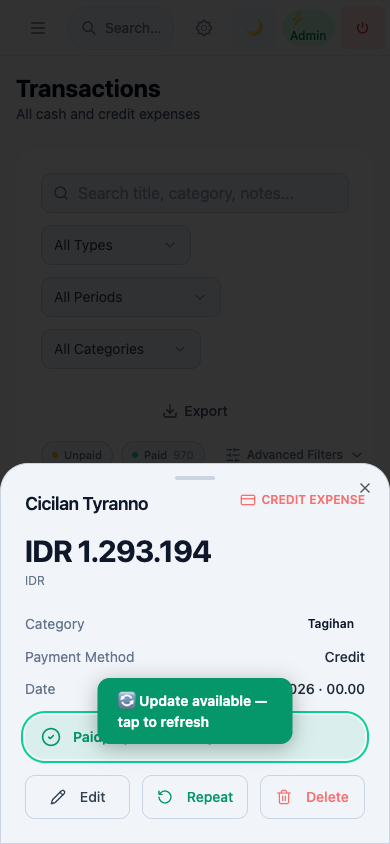 Search...
⚡
Admin
Transactions
All cash and credit expenses
Search title, category, notes...
All Types
All Periods
All Categories
Export
Unpaid
Paid 970
Advanced Filters
Cicilan Tyranno
CREDIT EXPENSE
IDR 1.293.194
IDR
Category Tagihan
Payment Method Credit
Date 026 · 00.00
Update available —
tap to refresh
Paid
Edit
Repeat
Delete